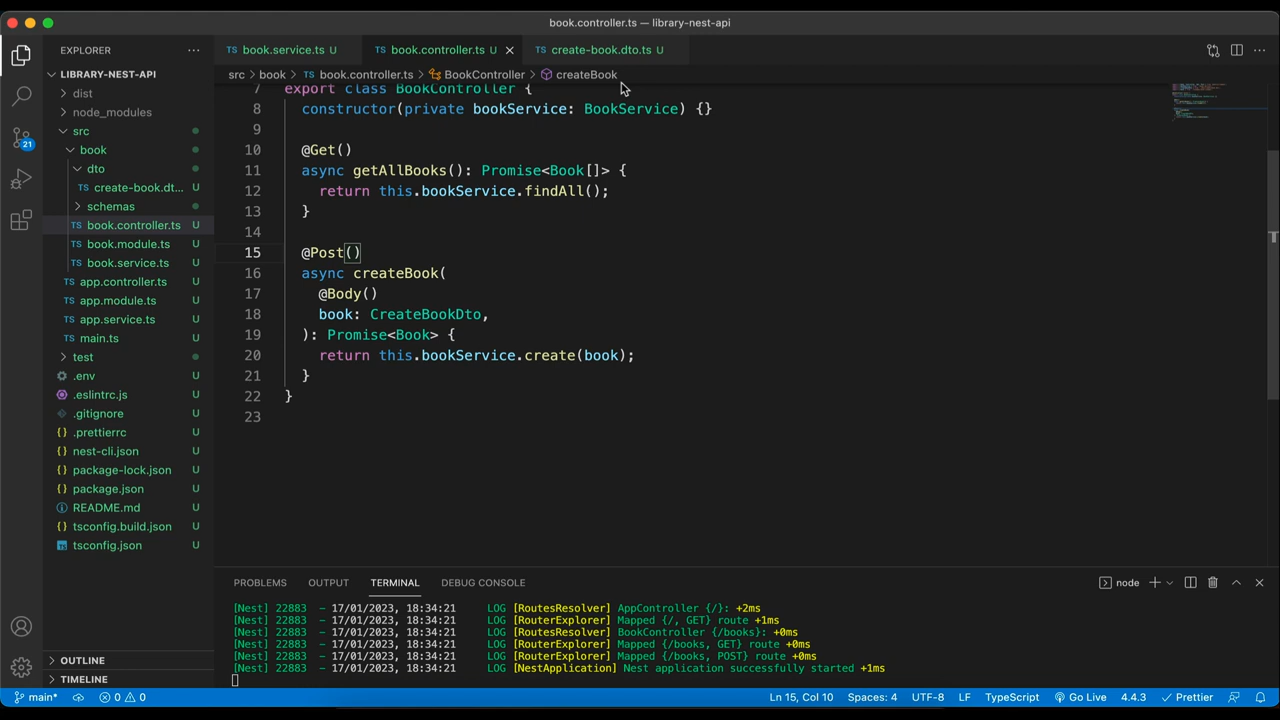 book.controller.ts — library-nest-api
EXPLORER
TS book.service.ts U
TS book.controller.ts U
TS create-book.dto.ts U
LIBRARY-NEST-API
src > book > TS book.controller.ts > BookController > createBook
dist
node_modules
src
21
book
dto
create-book.dt... U
schemas
TS book.controller.ts U
TS book.module.ts U
TS book.service.ts U
TS app.controller.ts U
TS app.module.ts U
TS app.service.ts U
TS main.ts U
test
.env U
.eslintrc.js U
.gitignore U
{} .prettierrc U
{} nest-cli.json U
{} package-lock.json U
{} package.json U
README.md U
{} tsconfig.build.json U
TS tsconfig.json U
OUTLINE
TIMELINE
7 export class BookController {
8 constructor(private bookService: BookService) {}
9
10 @Get()
11 async getAllBooks(): Promise<Book[]> {
12 return this.bookService.findAll();
13 }
14
15 @Post()
16 async createBook(
17 @Body()
18 book: CreateBookDto,
19 ): Promise<Book> {
20 return this.bookService.create(book);
21 }
22 }
23
PROBLEMS OUTPUT TERMINAL DEBUG CONSOLE
node
[Nest] 22883 - 17/01/2023, 18:34:21 LOG [RoutesResolver] AppController {/}: +2ms
[Nest] 22883 - 17/01/2023, 18:34:21 LOG [RouterExplorer] Mapped {/, GET} route +1ms
[Nest] 22883 - 17/01/2023, 18:34:21 LOG [RoutesResolver] BookController {/books}: +0ms
[Nest] 22883 - 17/01/2023, 18:34:21 LOG [RouterExplorer] Mapped {/books, GET} route +0ms
[Nest] 22883 - 17/01/2023, 18:34:21 LOG [RouterExplorer] Mapped {/books, POST} route +0ms
[Nest] 22883 - 17/01/2023, 18:34:21 LOG [NestApplication] Nest application successfully started +1ms
main* 0 0 Ln 15, Col 10 Spaces: 4 UTF-8 LF TypeScript Go Live 4.4.3 Prettier